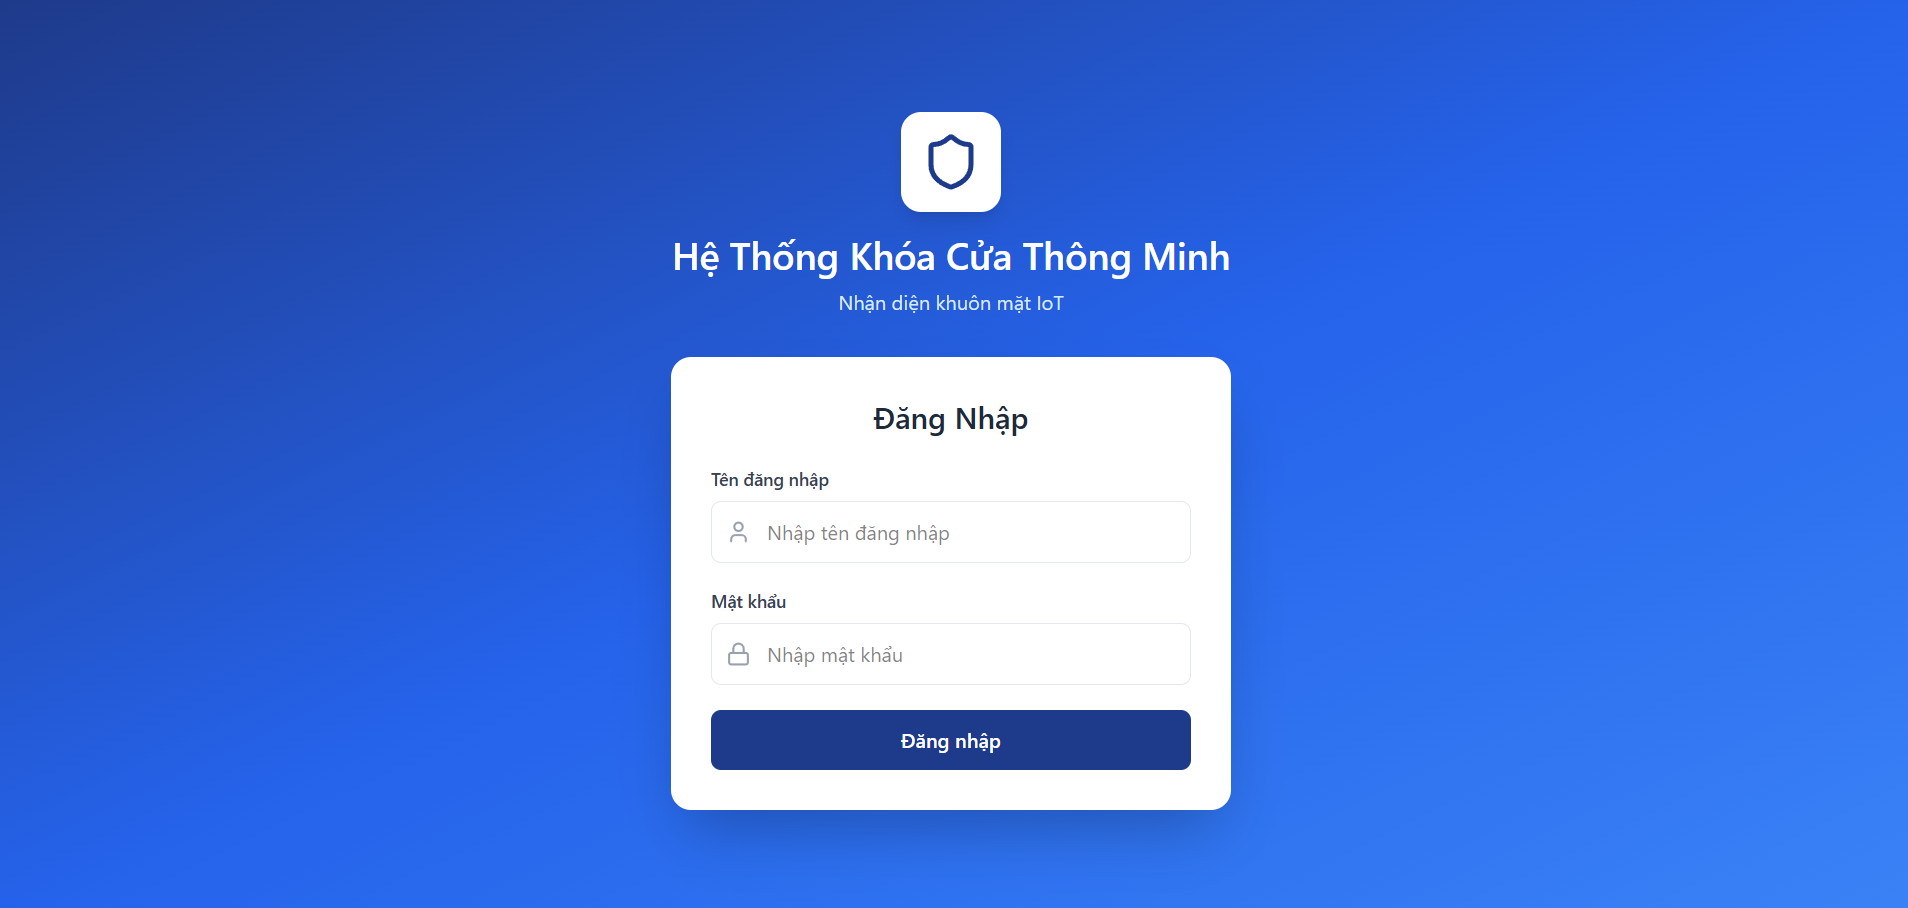 Hệ Thống Khóa Cửa Thông Minh
Nhận diện khuôn mặt IoT
Đăng Nhập
Tên đăng nhập
Nhập tên đăng nhập
Mật khẩu
Nhập mật khẩu
Đăng nhập